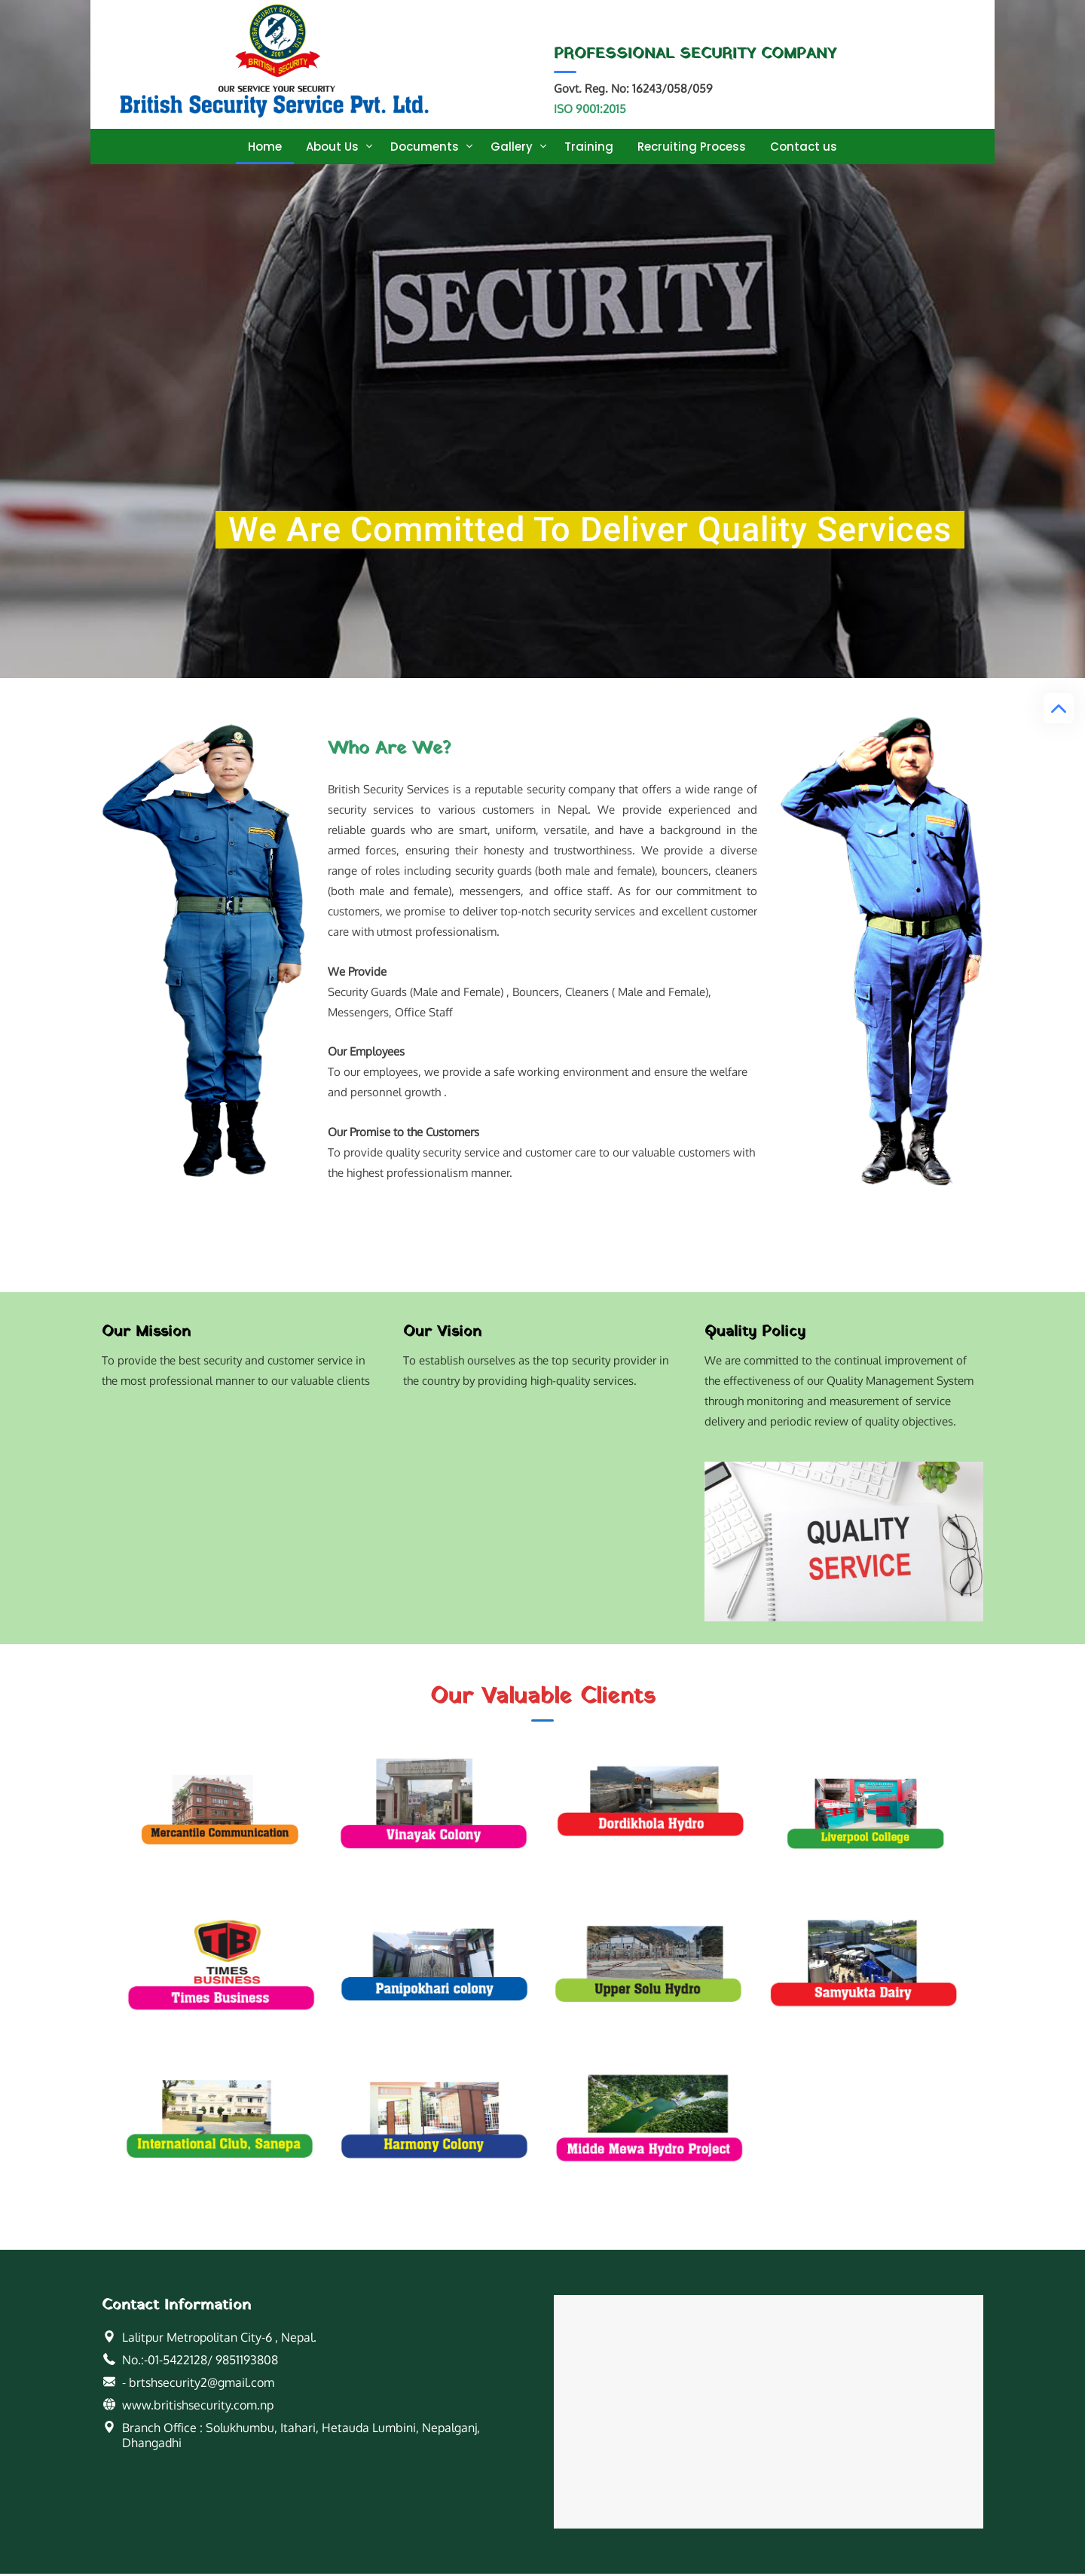 BRITISH SECURITY SERVICE PVT. LTD.
2061
BRITISH SECURITY
OUR SERVICE YOUR SECURITY
British Security Service Pvt. Ltd.
PROFESSIONAL SECURITY COMPANY
Govt. Reg. No: 16243/058/059
ISO 9001:2015
Home About Us Documents Gallery Training Recruiting Process Contact us
SECURITY
We Are Committed To Deliver Quality Services
Who Are We?
British Security Services is a reputable security company that offers a wide range of
security services to various customers in Nepal. We provide experienced and
reliable guards who are smart, uniform, versatile, and have a background in the
armed forces, ensuring their honesty and trustworthiness. We provide a diverse
range of roles including security guards (both male and female), bouncers, cleaners
(both male and female), messengers, and office staff. As for our commitment to
customers, we promise to deliver top-notch security services and excellent customer
care with utmost professionalism.
We Provide
Security Guards (Male and Female) , Bouncers, Cleaners ( Male and Female),
Messengers, Office Staff
Our Employees
To our employees, we provide a safe working environment and ensure the welfare
and personnel growth .
Our Promise to the Customers
To provide quality security service and customer care to our valuable customers with
the highest professionalism manner.
Our Mission
To provide the best security and customer service in
the most professional manner to our valuable clients
Our Vision
To establish ourselves as the top security provider in
the country by providing high-quality services.
Quality Policy
We are committed to the continual improvement of
the effectiveness of our Quality Management System
through monitoring and measurement of service
delivery and periodic review of quality objectives.
QUALITY
SERVICE
Our Valuable Clients
Mercantile Communication
Vinayak Colony
Dordikhola Hydro
Liverpool College
TB
TIMES
BUSINESS
Times Business
Panipokhari colony
Upper Solu Hydro
Samyukta Dairy
International Club, Sanepa
Harmony Colony
Midde Mewa Hydro Project
Contact Information
Lalitpur Metropolitan City-6 , Nepal.
No.:-01-5422128/ 9851193808
- brtshsecurity2@gmail.com
www.britishsecurity.com.np
Branch Office : Solukhumbu, Itahari, Hetauda Lumbini, Nepalganj,
Dhangadhi